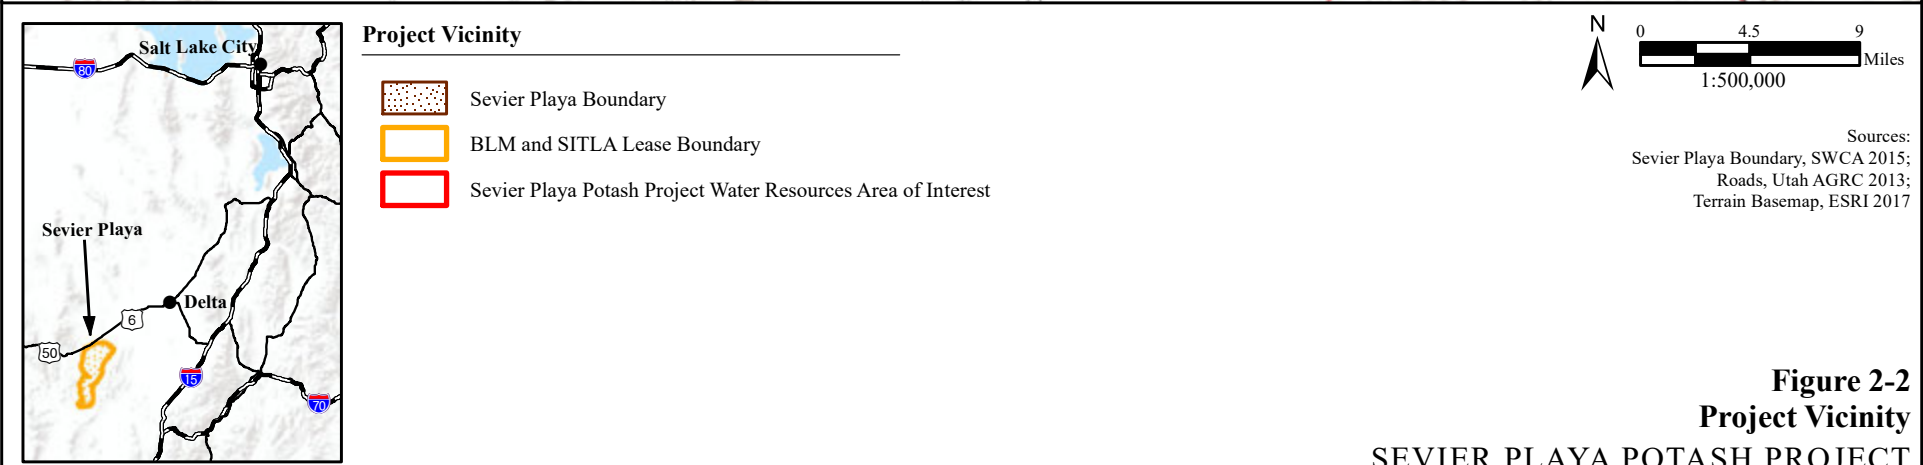 Salt Lake City
80
Sevier Playa
Delta
6
50
15
70
Project Vicinity
Sevier Playa Boundary
BLM and SITLA Lease Boundary
Sevier Playa Potash Project Water Resources Area of Interest
N
0 4.5 9
Miles
1:500,000
Sources:
Sevier Playa Boundary, SWCA 2015;
Roads, Utah AGRC 2013;
Terrain Basemap, ESRI 2017
Figure 2-2
Project Vicinity
SEVIER PLAYA POTASH PROJECT